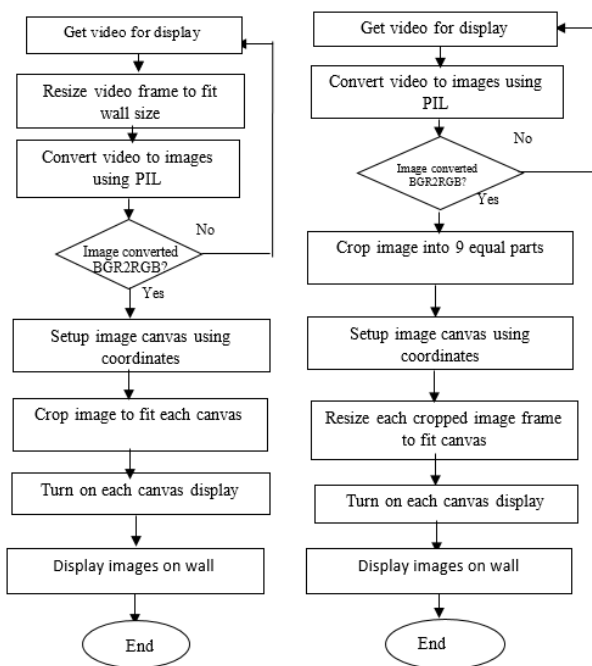 Get video for display
Resize video frame to fit
wall size
Convert video to images
using PIL
No
Image converted
BGR2RGB?
Yes
Setup image canvas using
coordinates
Crop image to fit each canvas
Turn on each canvas display
Display images on wall
End
Get video for display
Convert video to images using
PIL
No
Image converted
BGR2RGB?
Yes
Crop image into 9 equal parts
Setup image canvas using
coordinates
Resize each cropped image frame
to fit canvas
Turn on each canvas display
Display images on wall
End